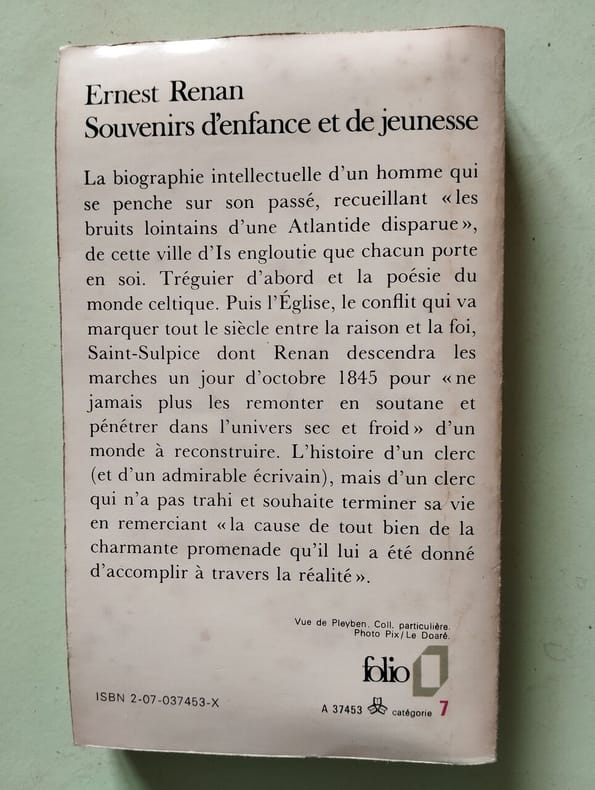 Ernest Renan
Souvenirs d'enfance et de jeunesse
La biographie intellectuelle d'un homme qui
se penche sur son passé, recueillant « les
bruits lointains d'une Atlantide disparue »,
de cette ville d'Is engloutie que chacun porte
en soi. Tréguier d'abord et la poésie du
monde celtique. Puis l'Église, le conflit qui va
marquer tout le siècle entre la raison et la foi,
Saint-Sulpice dont Renan descendra les
marches un jour d'octobre 1845 pour « ne
jamais plus les remonter en soutane et
pénétrer dans l'univers sec et froid » d'un
monde à reconstruire. L'histoire d'un clerc
(et d'un admirable écrivain), mais d'un clerc
qui n'a pas trahi et souhaite terminer sa vie
en remerciant « la cause de tout bien de la
charmante promenade qu'il lui a été donné
d'accomplir à travers la réalité ».
Vue de Pleyben. Coll. particulière.
Photo Pix / Le Doaré.
folio
ISBN 2-07-037453-X
A 37453 catégorie 7